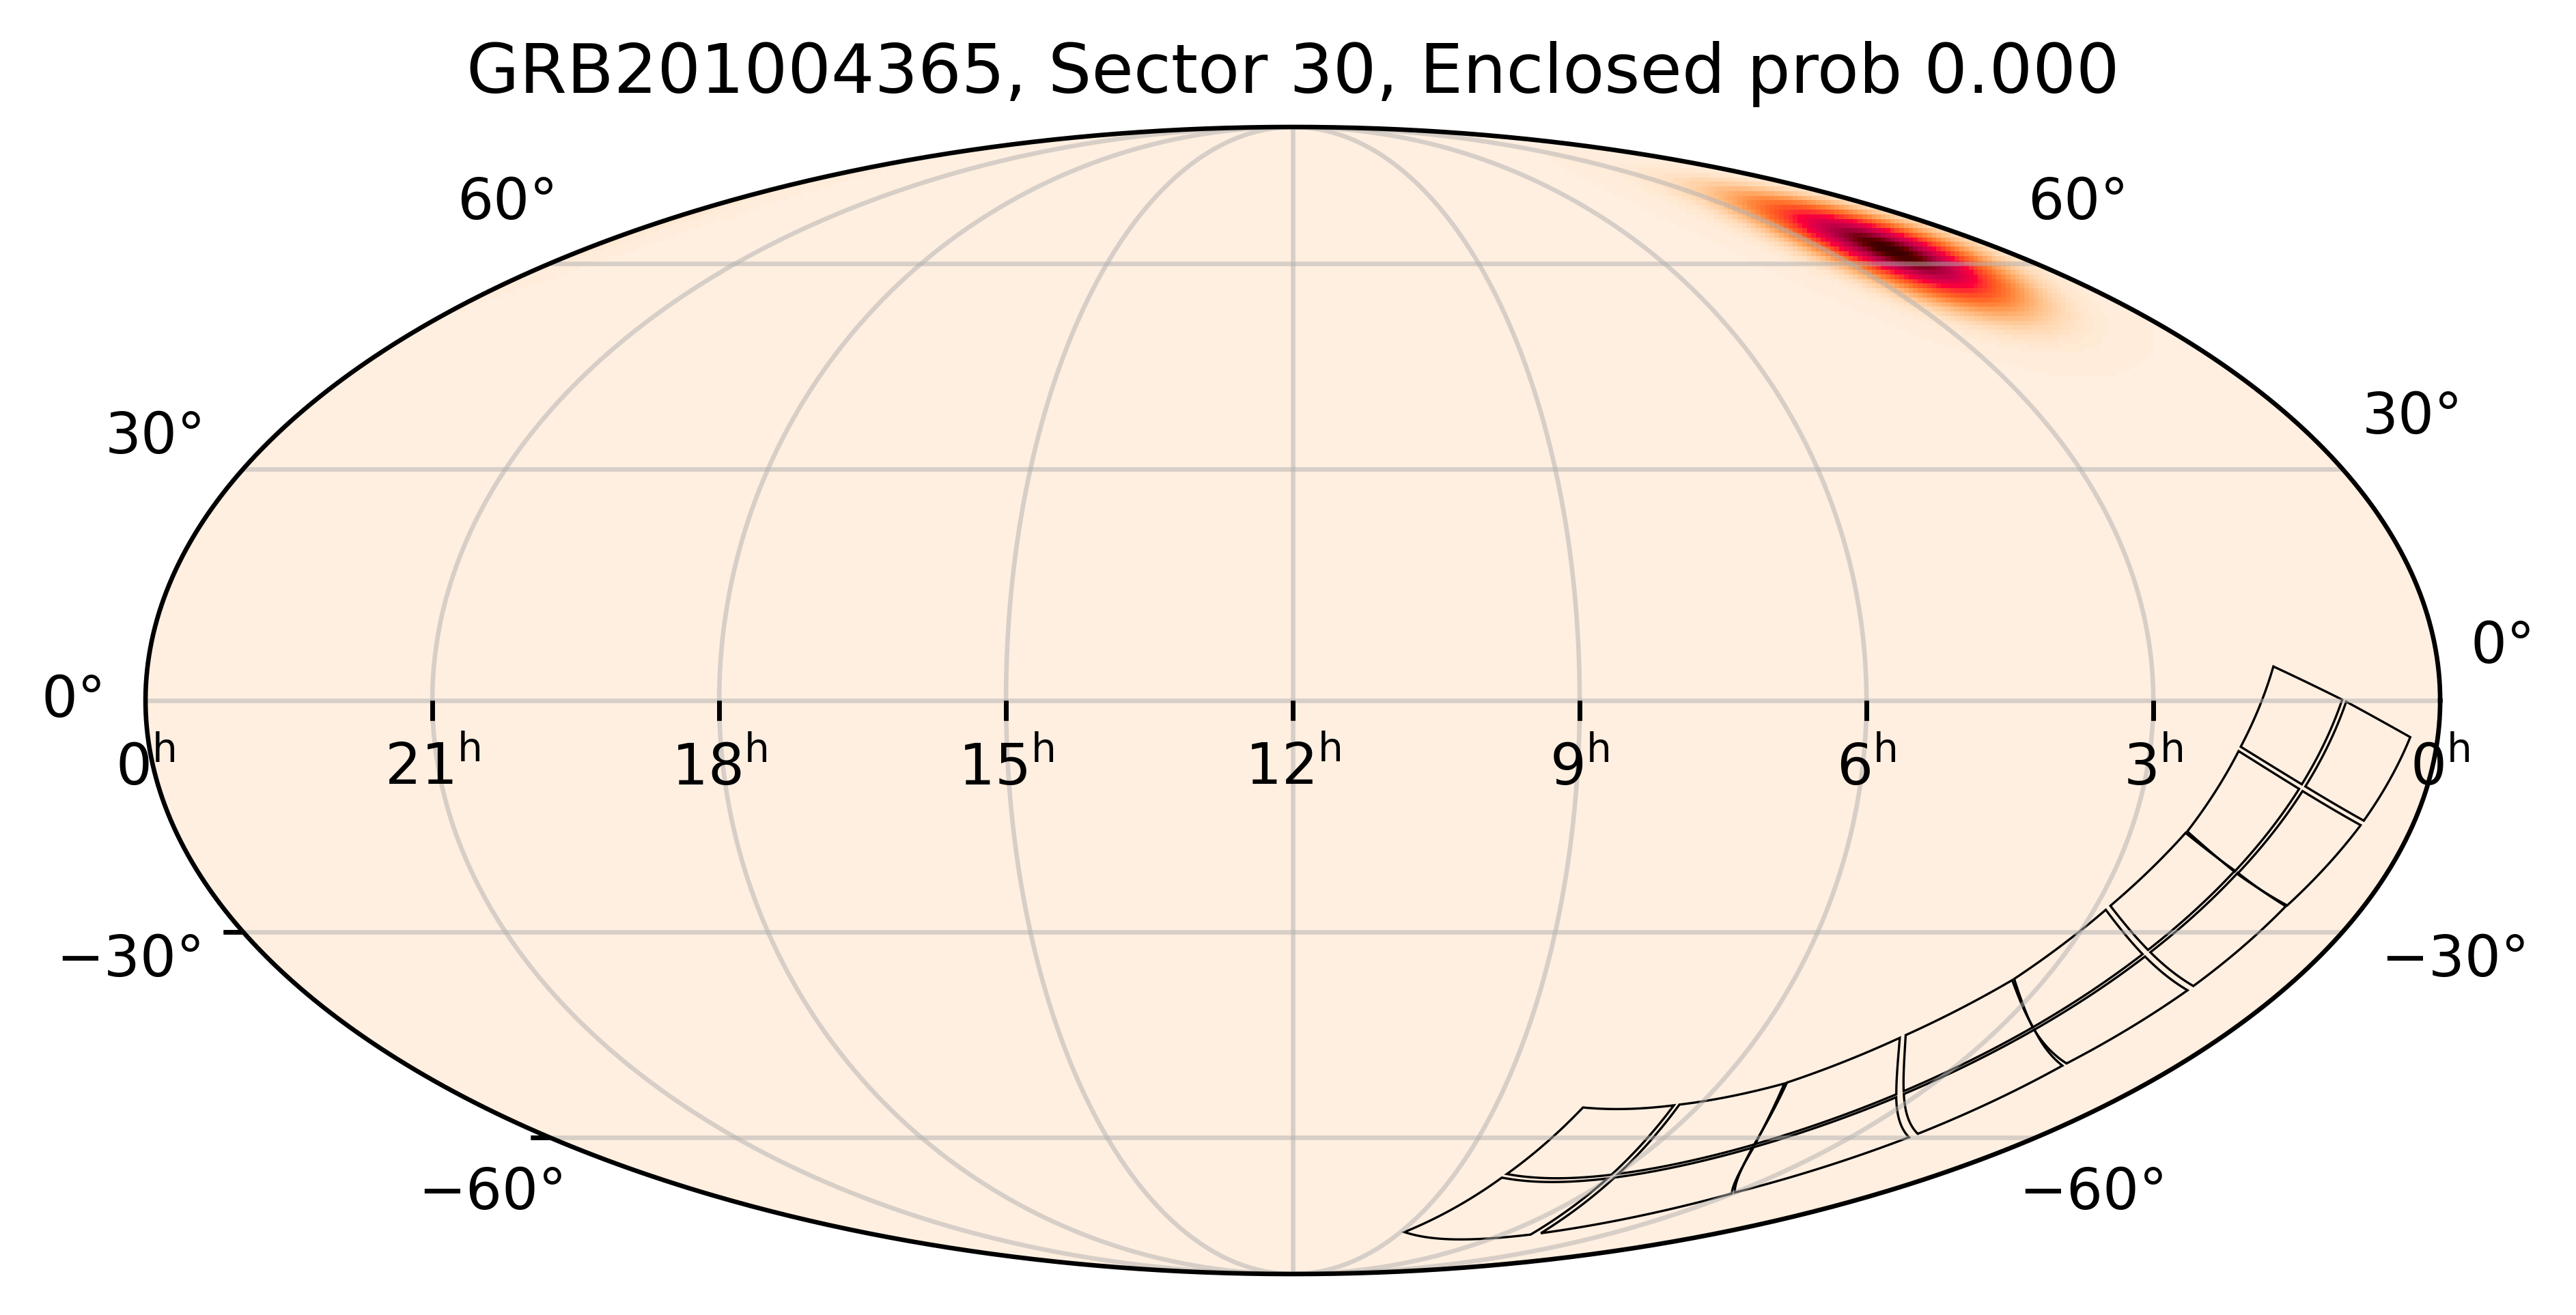 GRB201004365, Sector 30, Enclosed prob 0.000
60° 60°
30° 30°
0° 0°
0ʰ 21ʰ 18ʰ 15ʰ 12ʰ 9ʰ 6ʰ 3ʰ 0ʰ
−30° −30°
−60° −60°